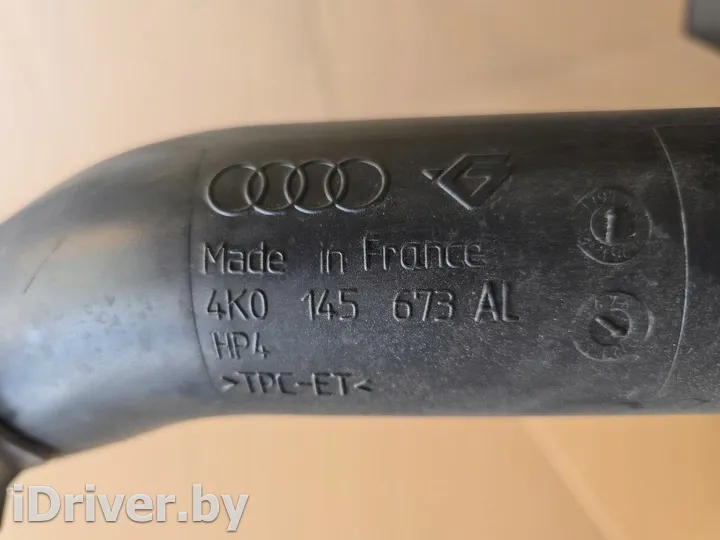 Made in France
4K0 145 673 AL
HP4
>TPC-ET<
iDriver.by